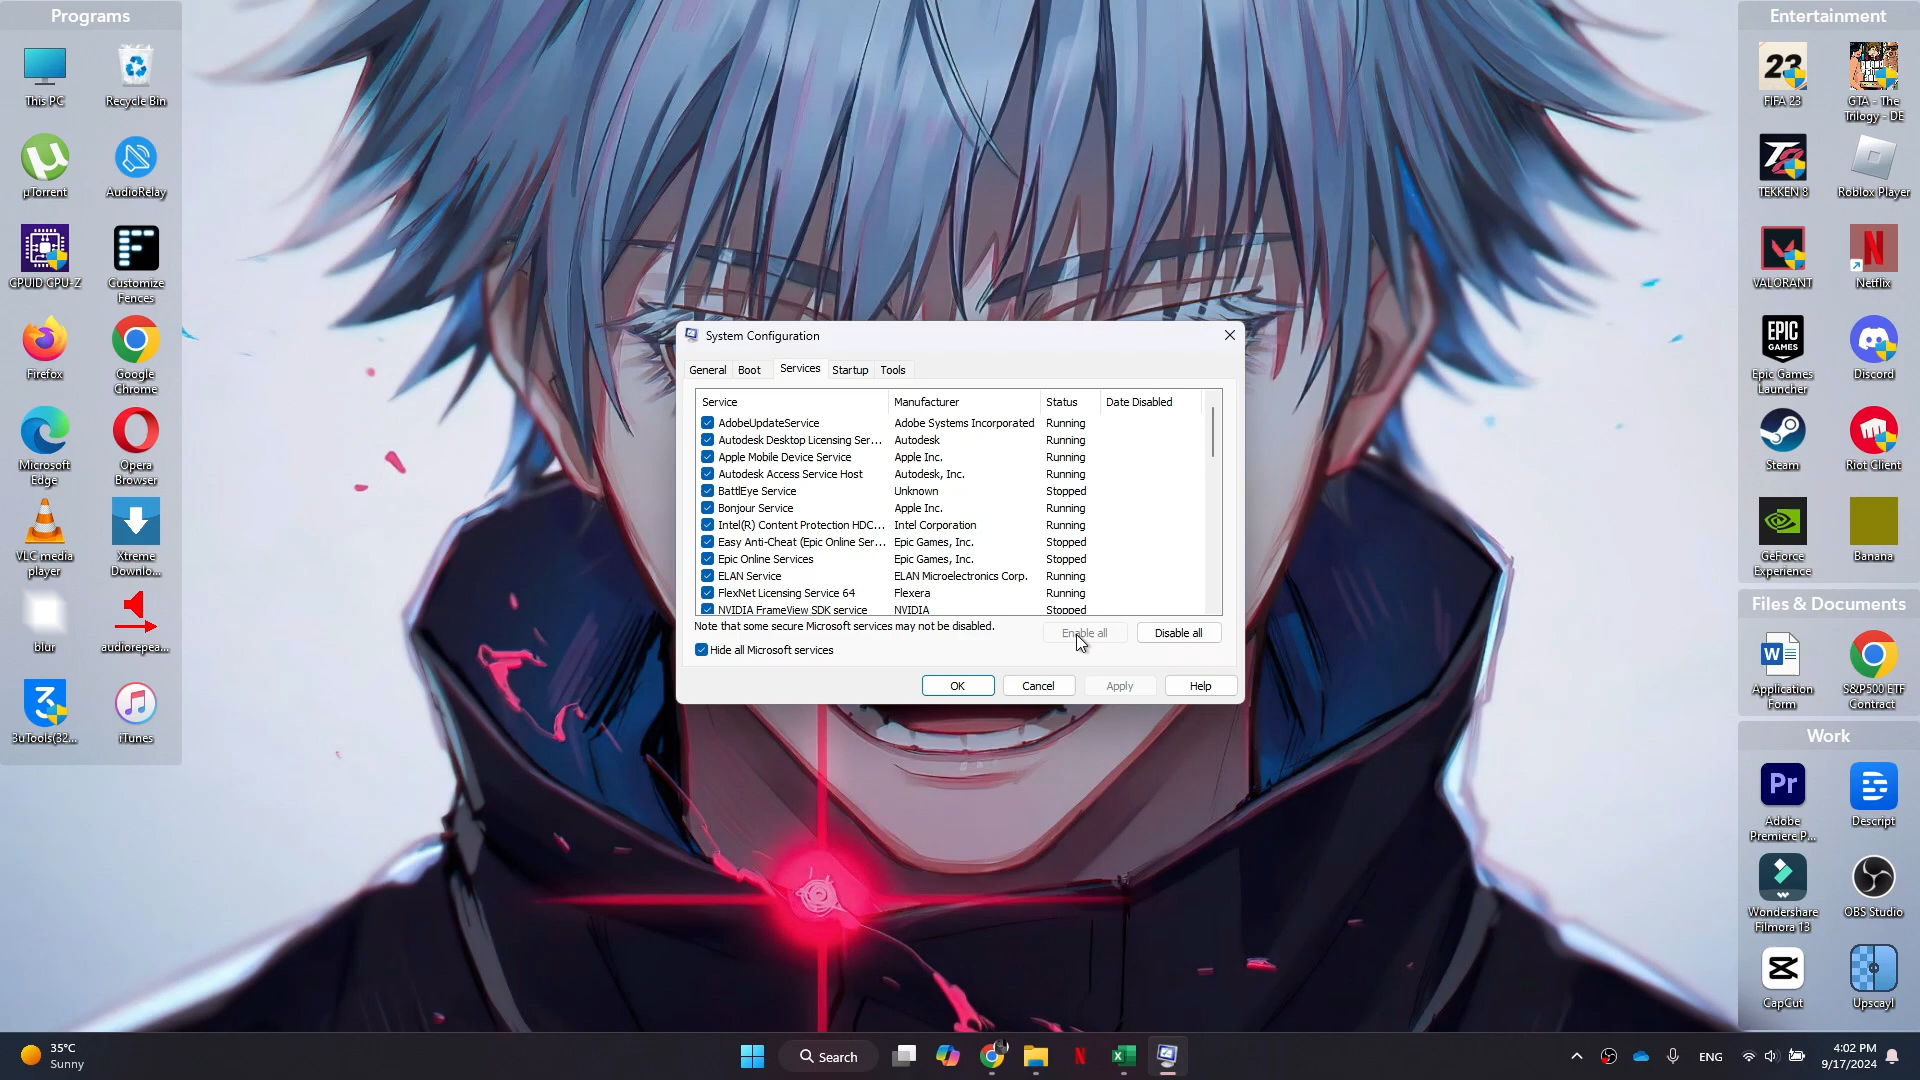 Programs
This PC
Recycle Bin
µTorrent
AudioRelay
CPUID CPU-Z
Customize
Fences
Firefox
Google
Chrome
Microsoft
Edge
Opera
Browser
VLC media
player
Xtreme
Downlo...
blur
audiorepea...
3uTools(32...
iTunes
System Configuration
General
Boot
Services
Startup
Tools
Service
Manufacturer
Status
Date Disabled
AdobeUpdateService
Adobe Systems Incorporated
Running
Autodesk Desktop Licensing Ser...
Autodesk
Running
Apple Mobile Device Service
Apple Inc.
Running
Autodesk Access Service Host
Autodesk, Inc.
Running
BattlEye Service
Unknown
Stopped
Bonjour Service
Apple Inc.
Running
Intel(R) Content Protection HDC...
Intel Corporation
Running
Easy Anti-Cheat (Epic Online Ser...
Epic Games, Inc.
Stopped
Epic Online Services
Epic Games, Inc.
Stopped
ELAN Service
ELAN Microelectronics Corp.
Running
FlexNet Licensing Service 64
Flexera
Running
NVIDIA FrameView SDK service
NVIDIA
Stopped
Note that some secure Microsoft services may not be disabled.
Enable all
Disable all
Hide all Microsoft services
OK
Cancel
Apply
Help
Entertainment
23
FIFA 23
GTA - The
Trilogy - DE
TEKKEN 8
Roblox Player
VALORANT
Netflix
EPIC
GAMES
Epic Games
Launcher
Discord
Steam
Riot Client
GeForce
Experience
Banana
Files & Documents
Application
Form
S&P500 ETF
Contract
Work
Pr
Adobe
Premiere P...
Descript
Wondershare
Filmora 13
OBS Studio
CapCut
Upscayl
35°C
Sunny
Search
ENG
4:02 PM
9/17/2024